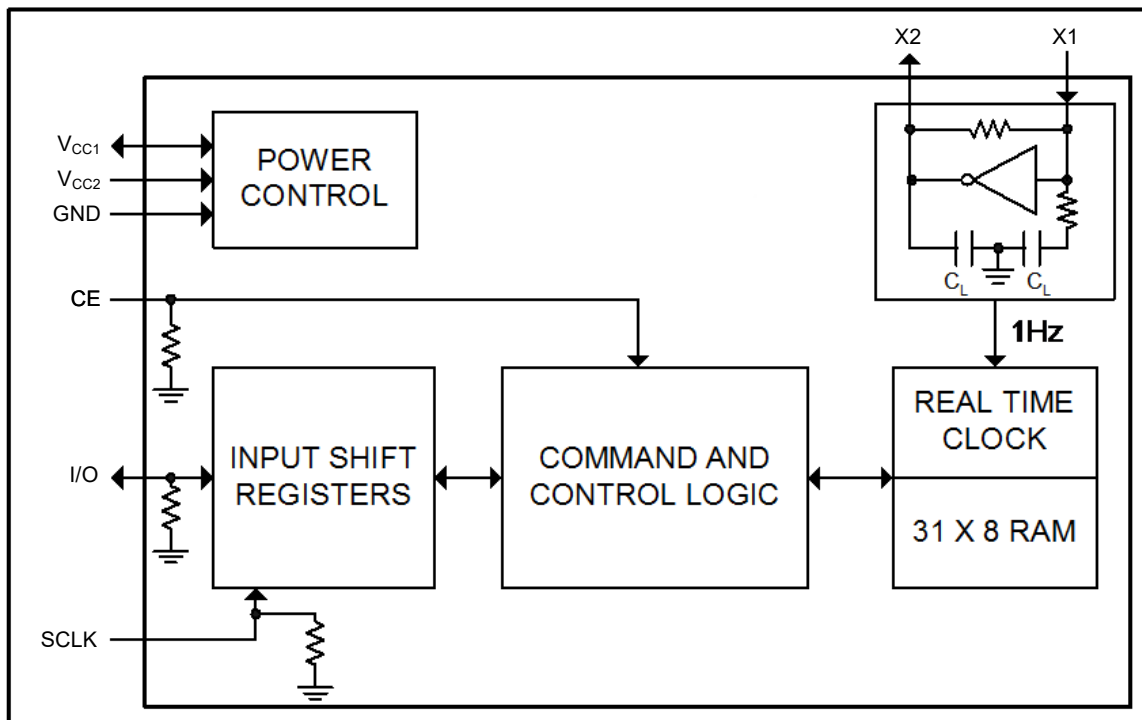 X2
X1
VCC1
VCC2
GND
POWER
CONTROL
CL
CL
CE
1Hz
REAL TIME
CLOCK
I/O
INPUT SHIFT
REGISTERS
COMMAND AND
CONTROL LOGIC
31 X 8 RAM
SCLK